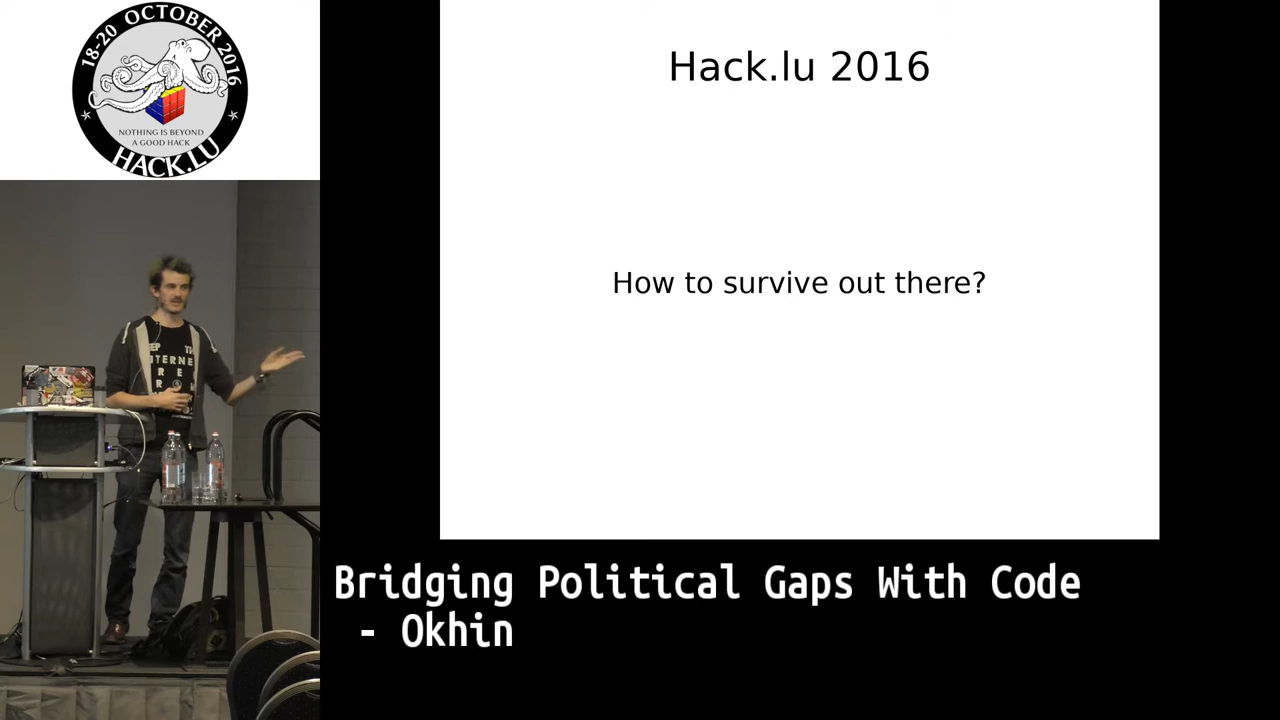 18-20 OCTOBER 2016
NOTHING IS BEYOND
A GOOD HACK
HACK.LU
Hack.lu 2016
How to survive out there?
Bridging Political Gaps With Code
- Okhin